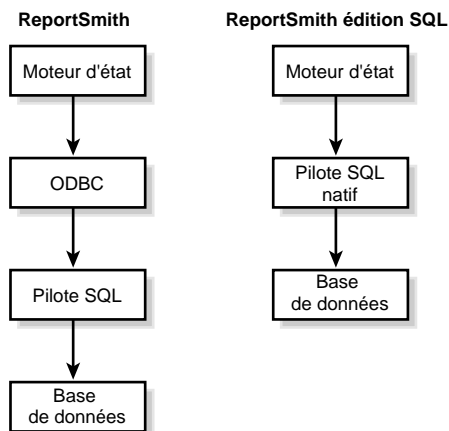 ReportSmith
Moteur d'état
ODBC
Pilote SQL
Base
de données
ReportSmith édition SQL
Moteur d'état
Pilote SQL
natif
Base
de données